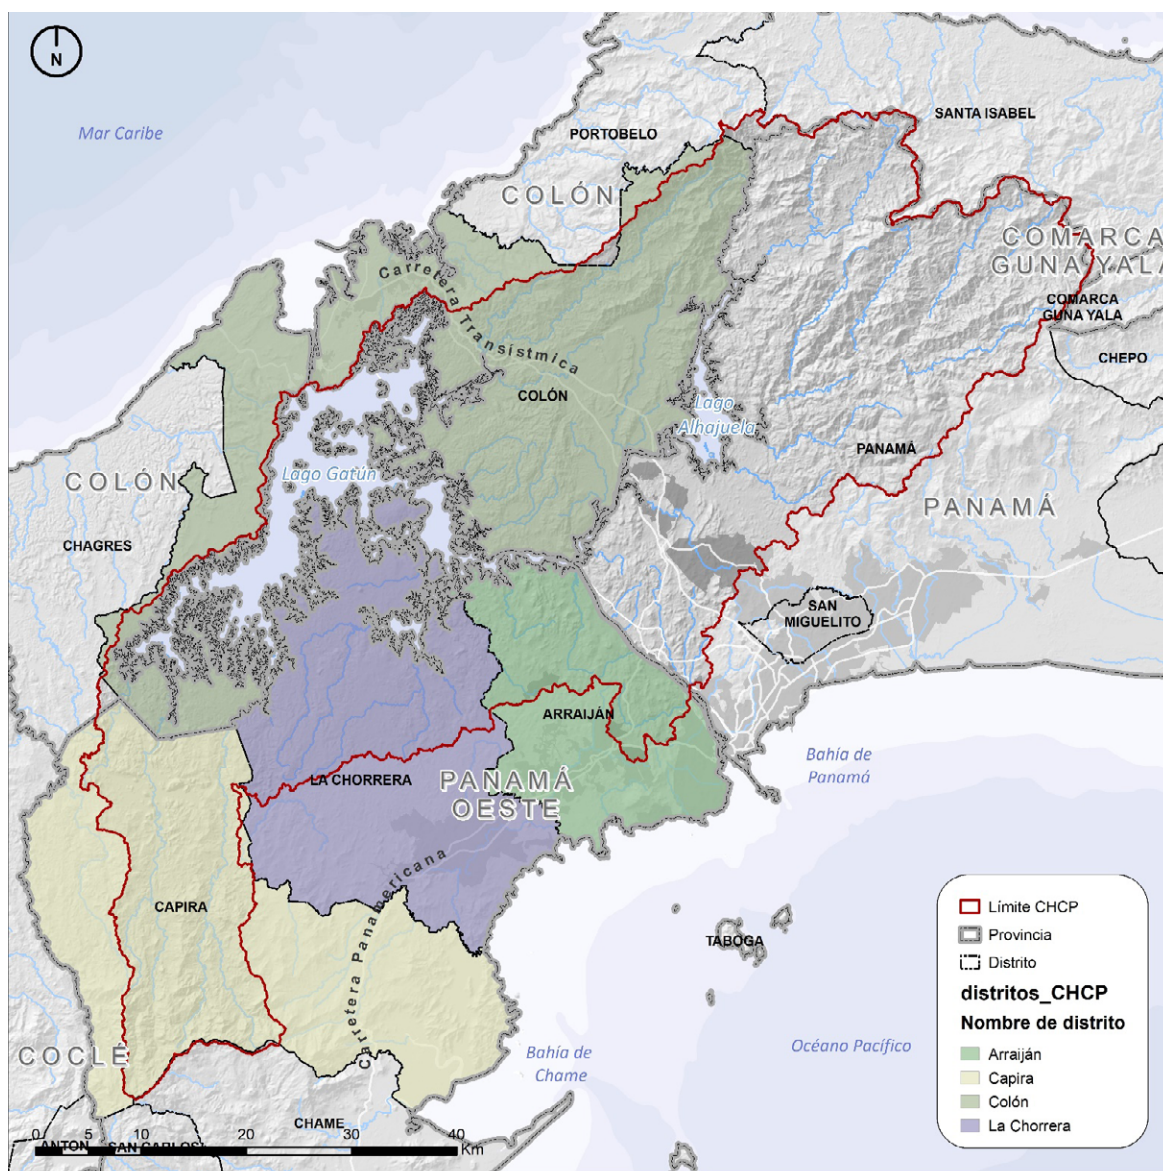 N
Mar Caribe
PORTOBELO
SANTA ISABEL
COLÓN
COMARCA
GUNA YALA
COMARCA
GUNA YALA
CHEPO
Carretera Transístmica
COLÓN
Lago
Alhajuela
PANAMÁ
PANAMÁ
COLÓN
Lago Gatún
CHAGRES
SAN
MIGUELITO
ARRAIJÁN
LA CHORRERA
PANAMÁ
OESTE
Bahía de
Panamá
Carretera Panamericana
CAPIRA
TABOGA
COCLÉ
Bahía de
Chame
Océano Pacífico
CHAME
ANTON
SAN CARLOS
0 5 10 20 30 40
Km
Límite CHCP
Provincia
Distrito
distritos_CHCP
Nombre de distrito
Arraiján
Capira
Colón
La Chorrera